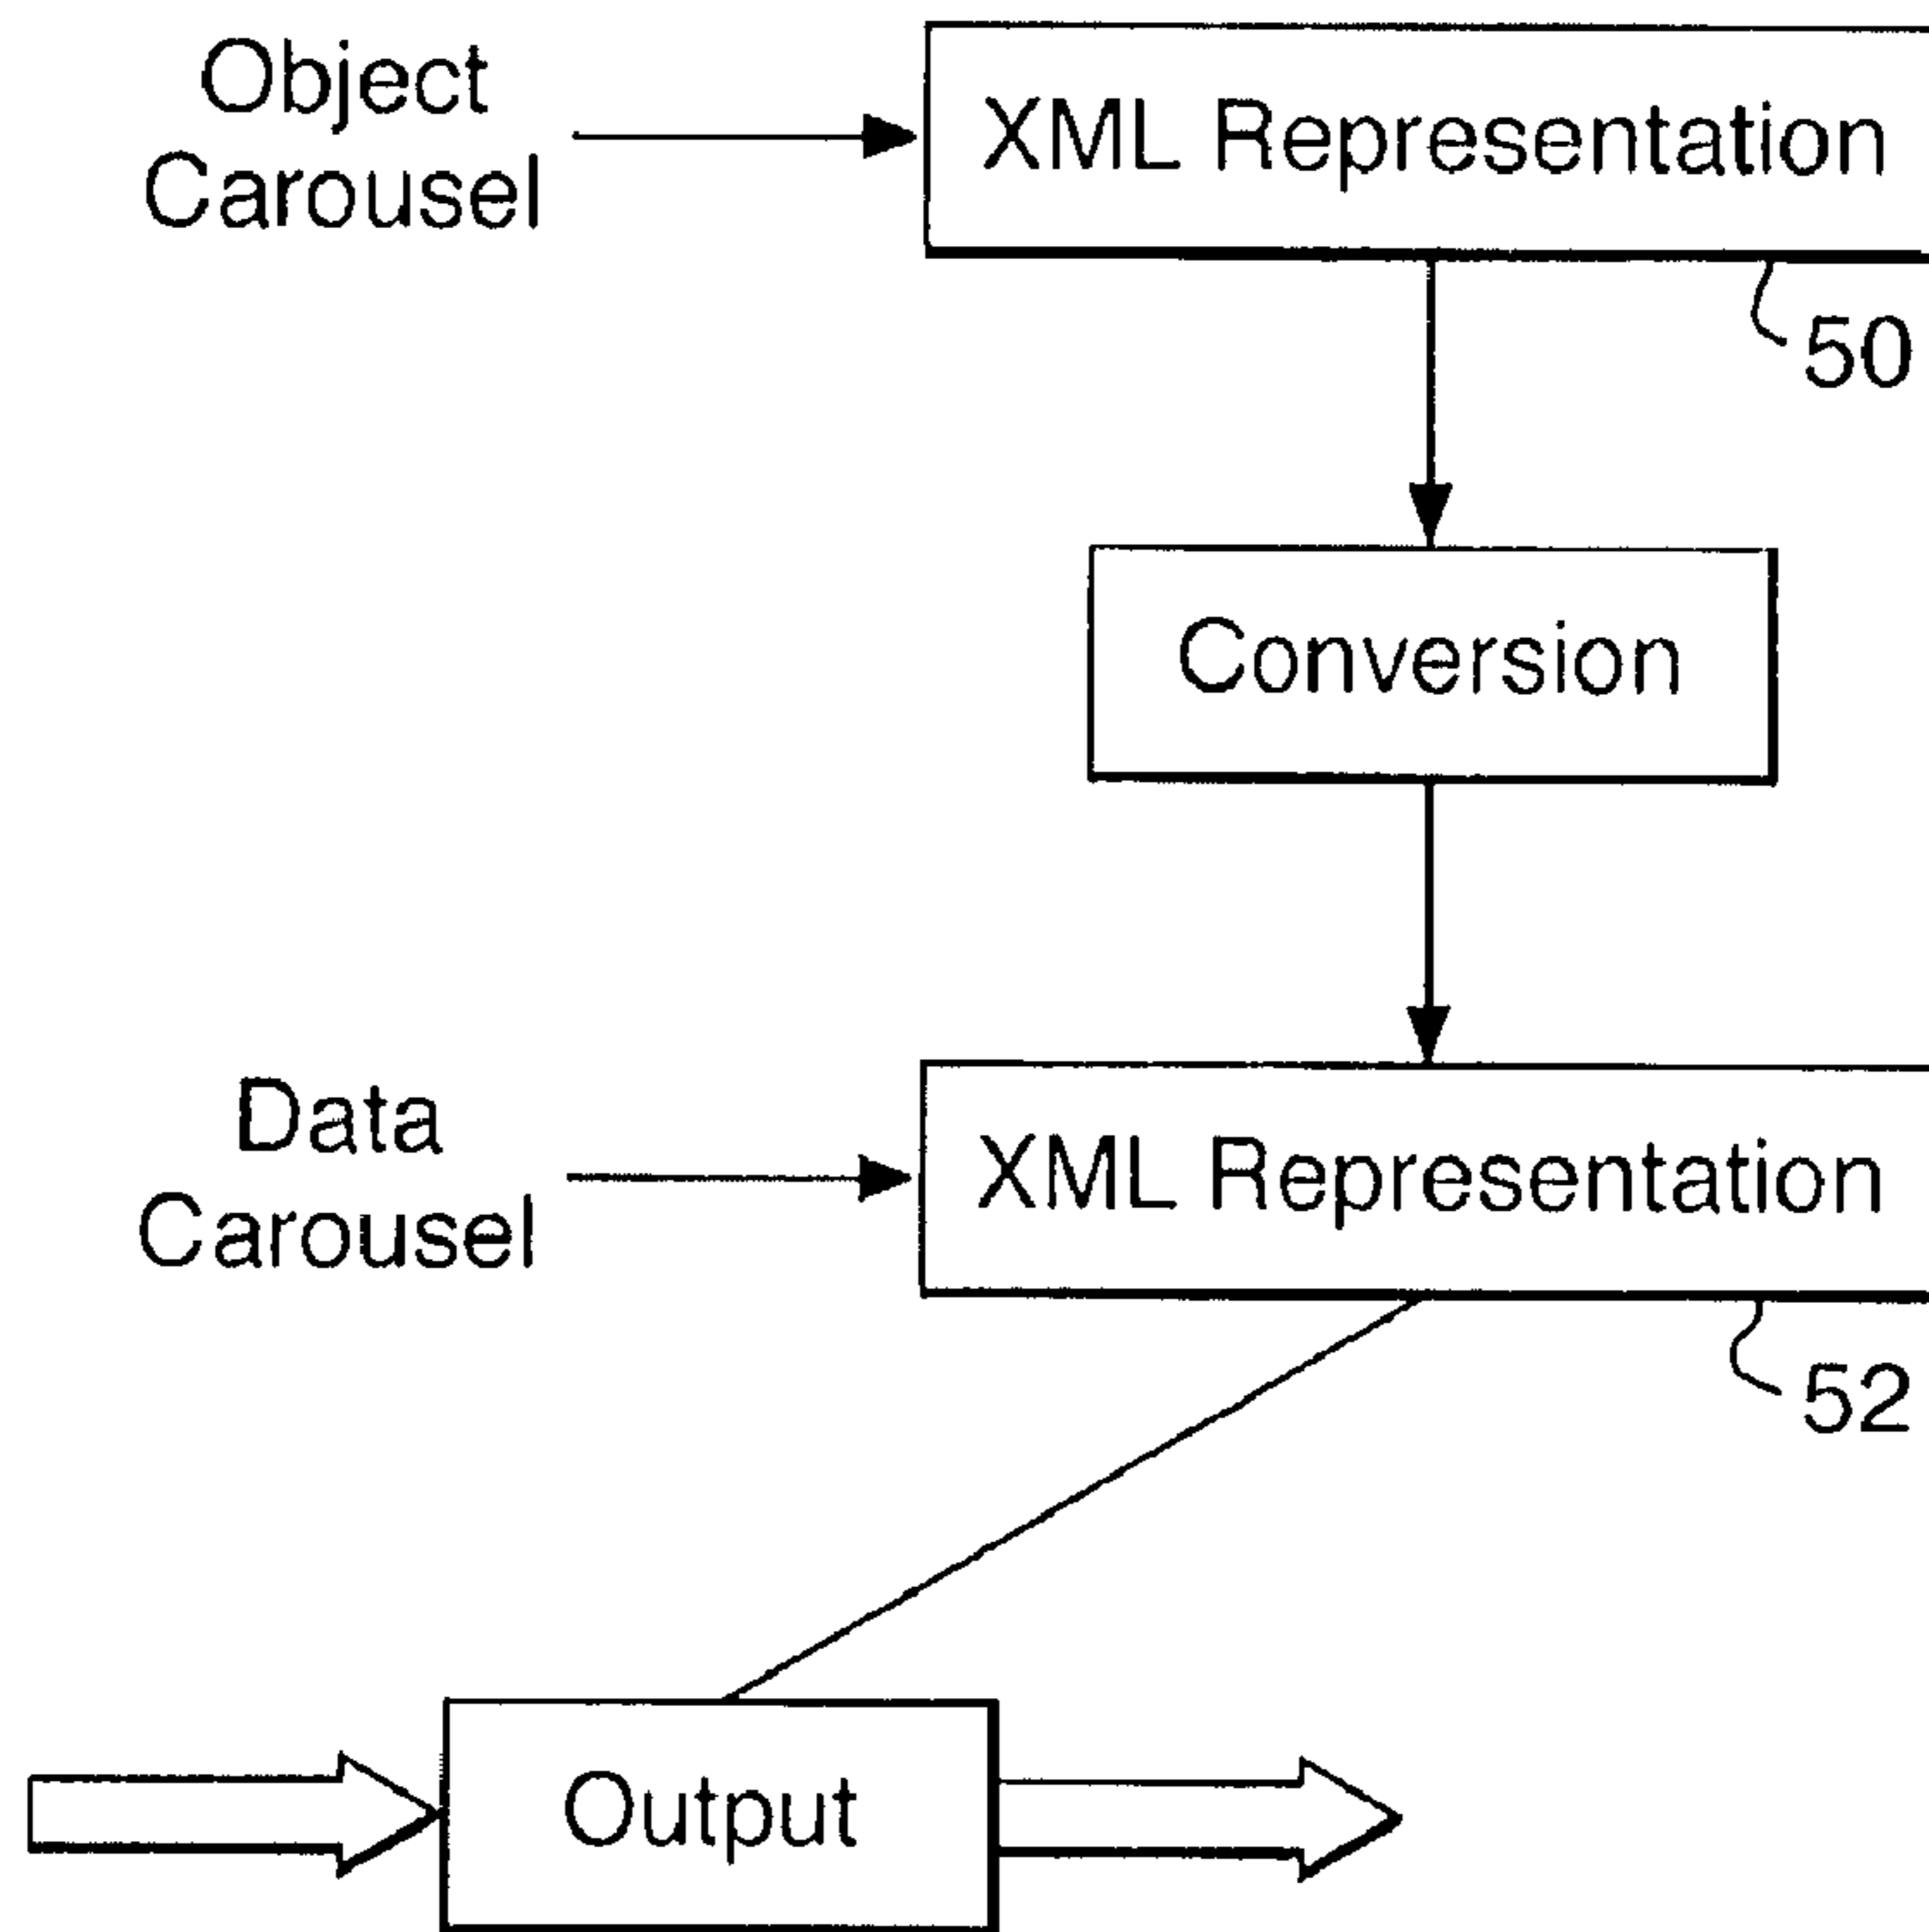 Object
Carousel
XML Representation
50
Conversion
Data
Carousel
XML Representation
52
Output